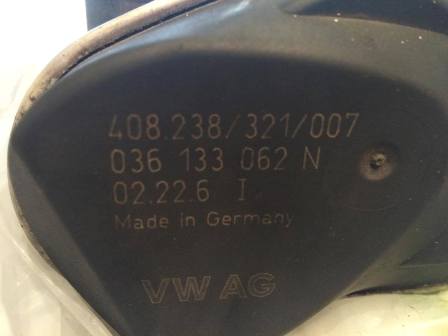 408.238/321/007
036 133 062 N
02.22.6 I
Made in Germany
VW AG